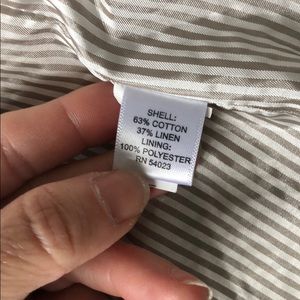 SHELL:
63% COTTON
37% LINEN
LINING:
100% POLYESTER
RN 54023